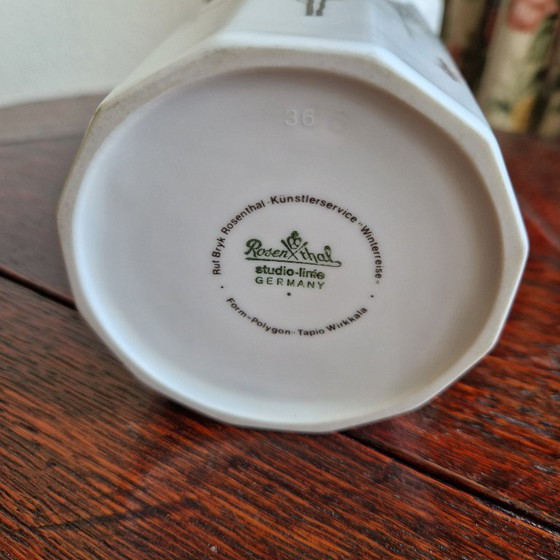 36
Rut Bryk Rosenthal - Künstlerservice „Winterreise"
Rosenthal
studio-linie
GERMANY
Form „Polygon" Tapio Wirkkala